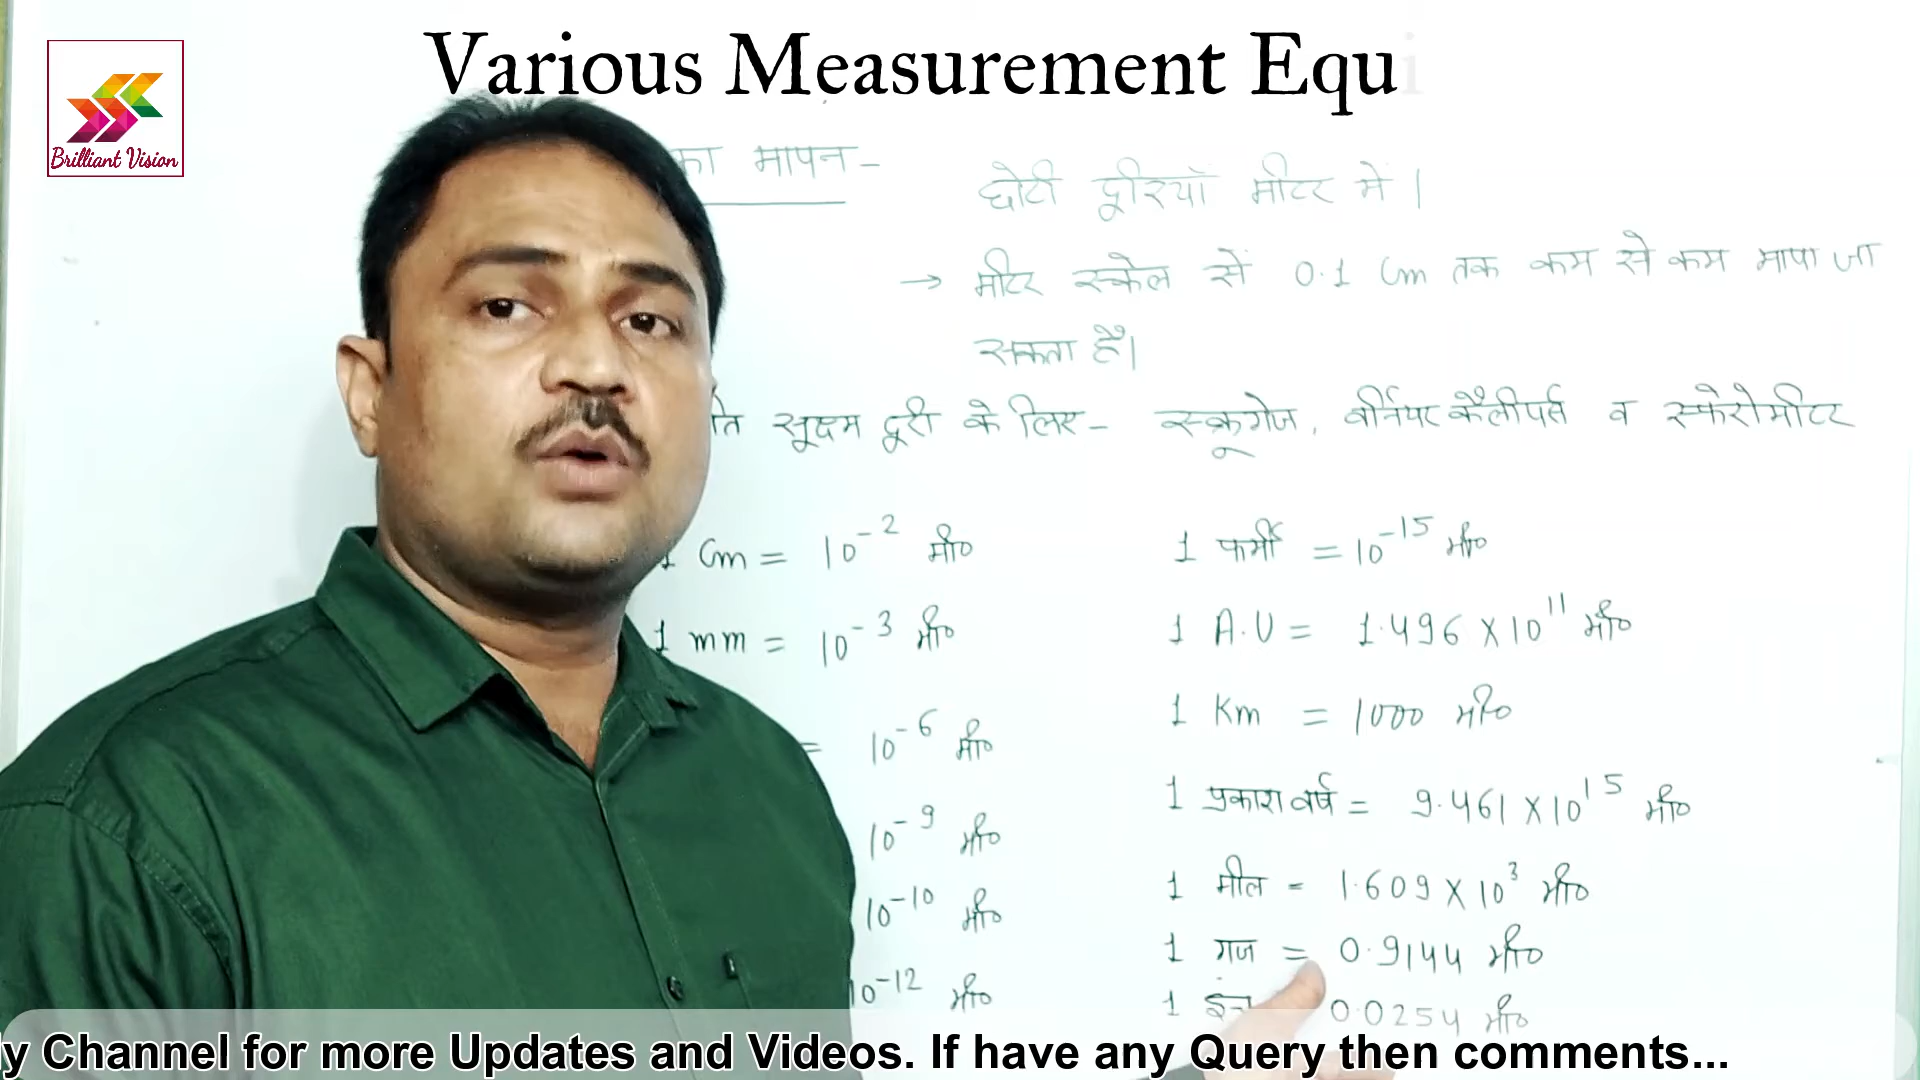 Various Measurement Equi
Brilliant Vision
का मापन -
छोटी दूरियाँ मीटर में।
→ मीटर स्केल से 0.1 Cm तक कम से कम मापा जा
सकता है।
सूक्ष्म दूरी के लिए - स्क्रूगेज, वर्नियर कैलीपर्स व स्फेरोमीटर
1 Cm = 10⁻² मी०
1 फर्मी = 10⁻¹⁵ मी०
1 mm = 10⁻³ मी०
1 A.U = 1.496 X 10¹¹ मी०
1 Km = 1000 मी०
= 10⁻⁶ मी०
1 प्रकाश वर्ष = 9.461 X 10¹⁵ मी०
10⁻⁹ मी०
1 मील = 1.609 X 10³ मी०
10⁻¹⁰ मी०
1 गज = 0.9144 मी०
10⁻¹² मी०
1 इंच 0.0254 मी०
y Channel for more Updates and Videos. If have any Query then comments...